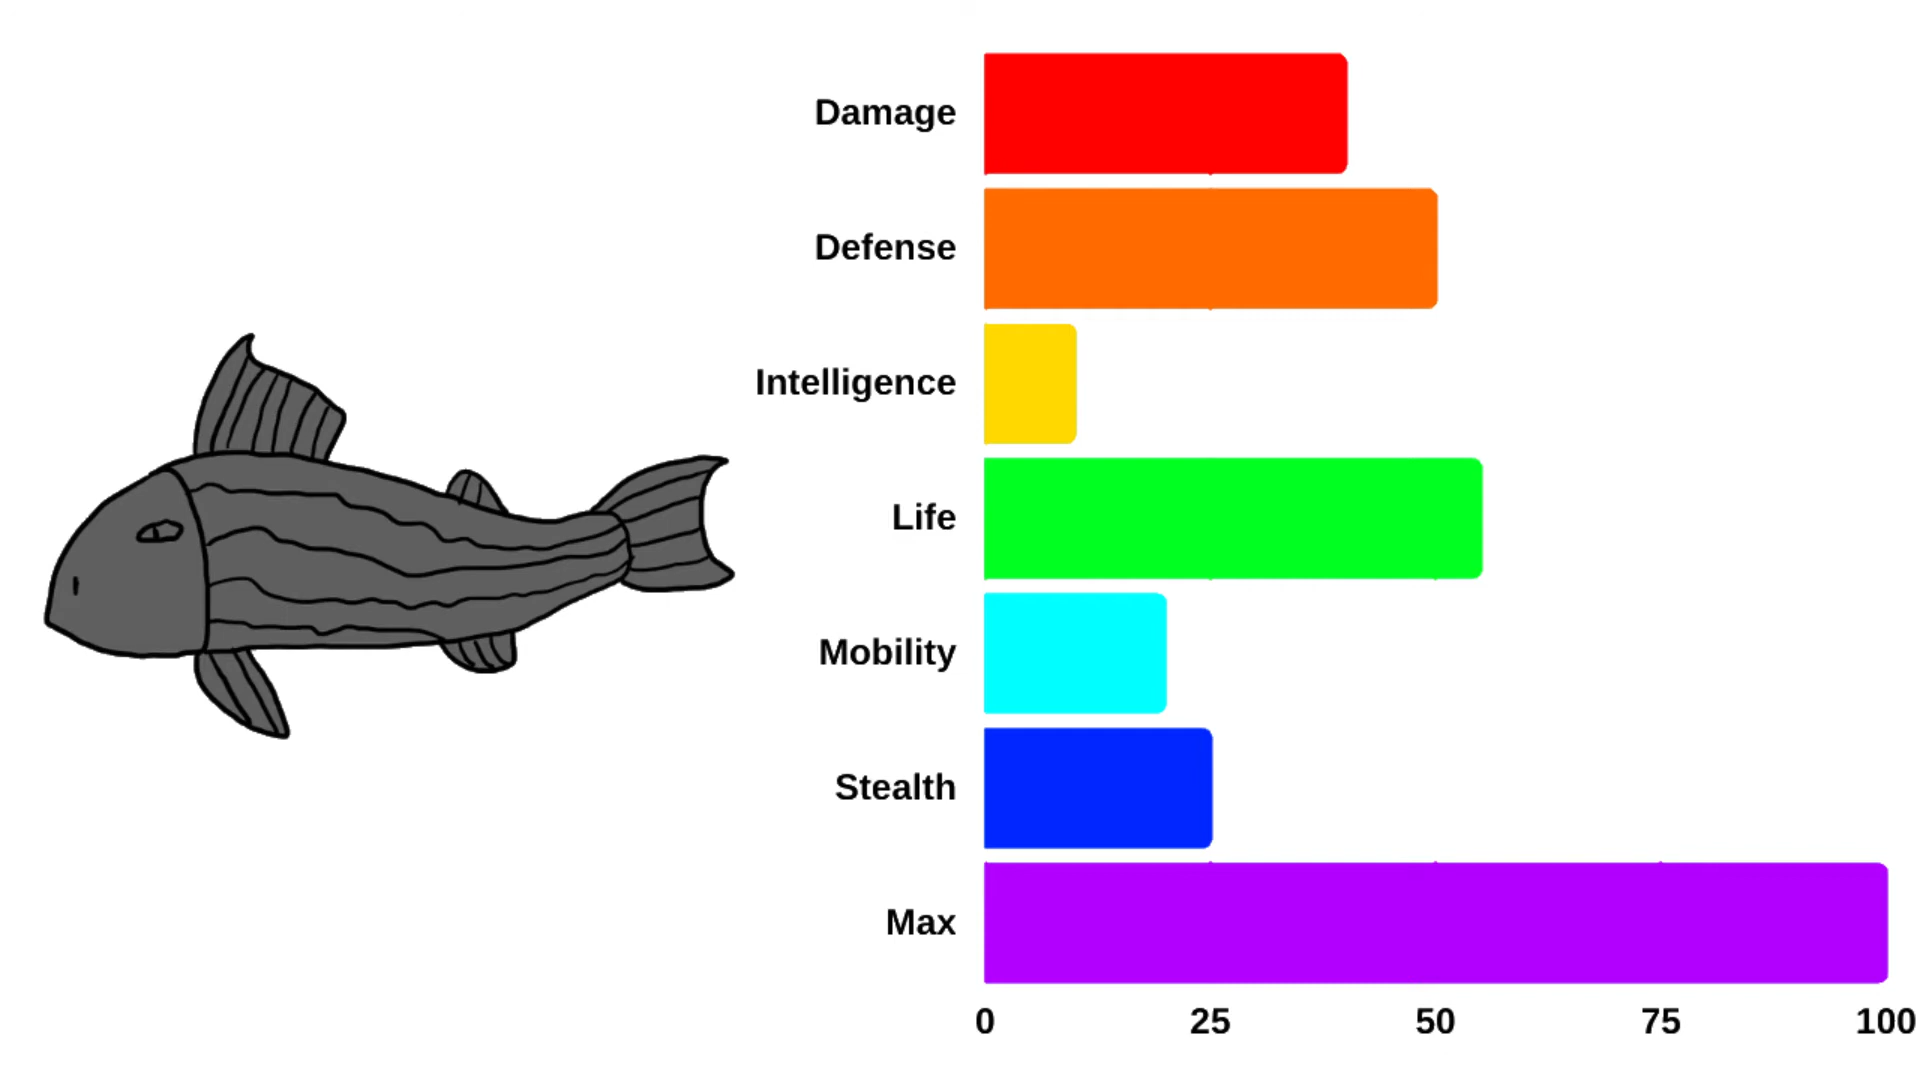 Damage
Defense
Intelligence
Life
Mobility
Stealth
Max
0 25 50 75 100